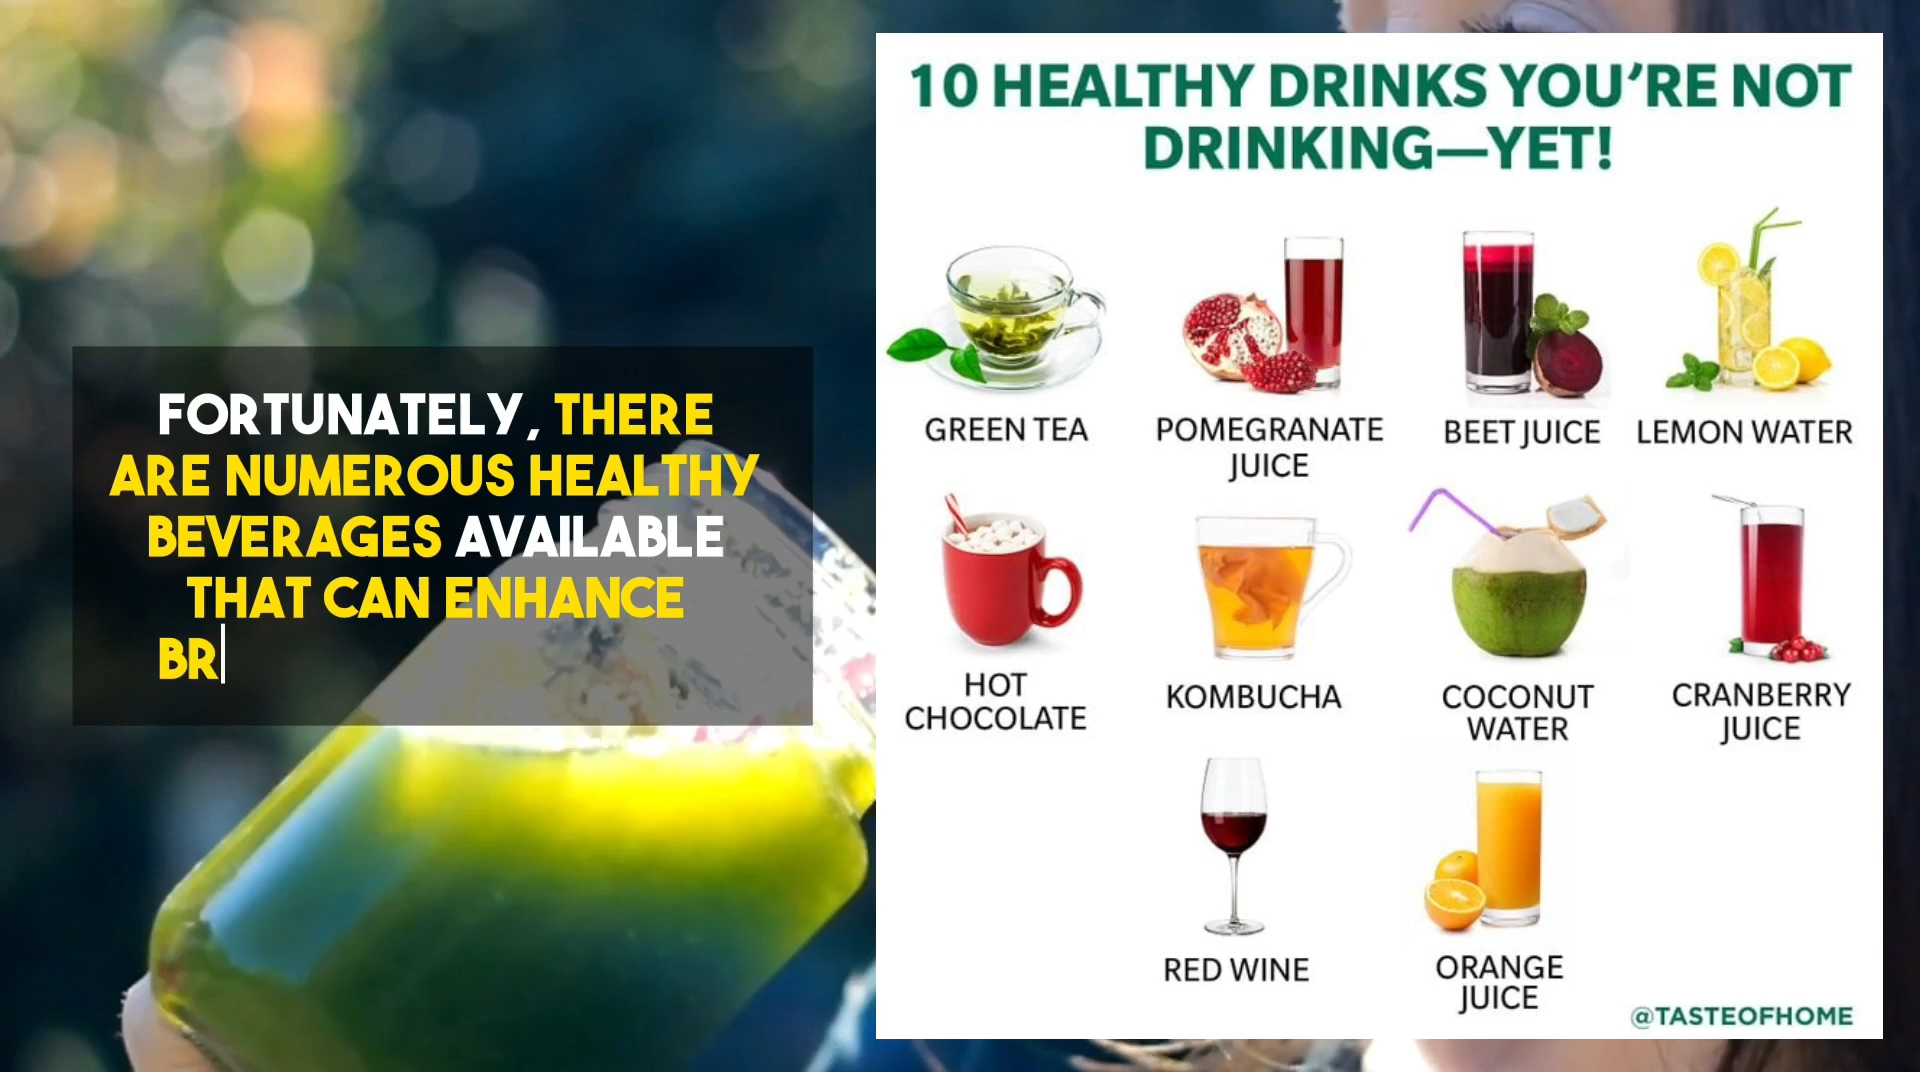 FORTUNATELY, THERE
ARE NUMEROUS HEALTHY
BEVERAGES AVAILABLE
THAT CAN ENHANCE
BR
10 HEALTHY DRINKS YOU'RE NOT
DRINKING—YET!
GREEN TEA
POMEGRANATE
JUICE
BEET JUICE
LEMON WATER
HOT
CHOCOLATE
KOMBUCHA
COCONUT
WATER
CRANBERRY
JUICE
RED WINE
ORANGE
JUICE
@TASTEOFHOME